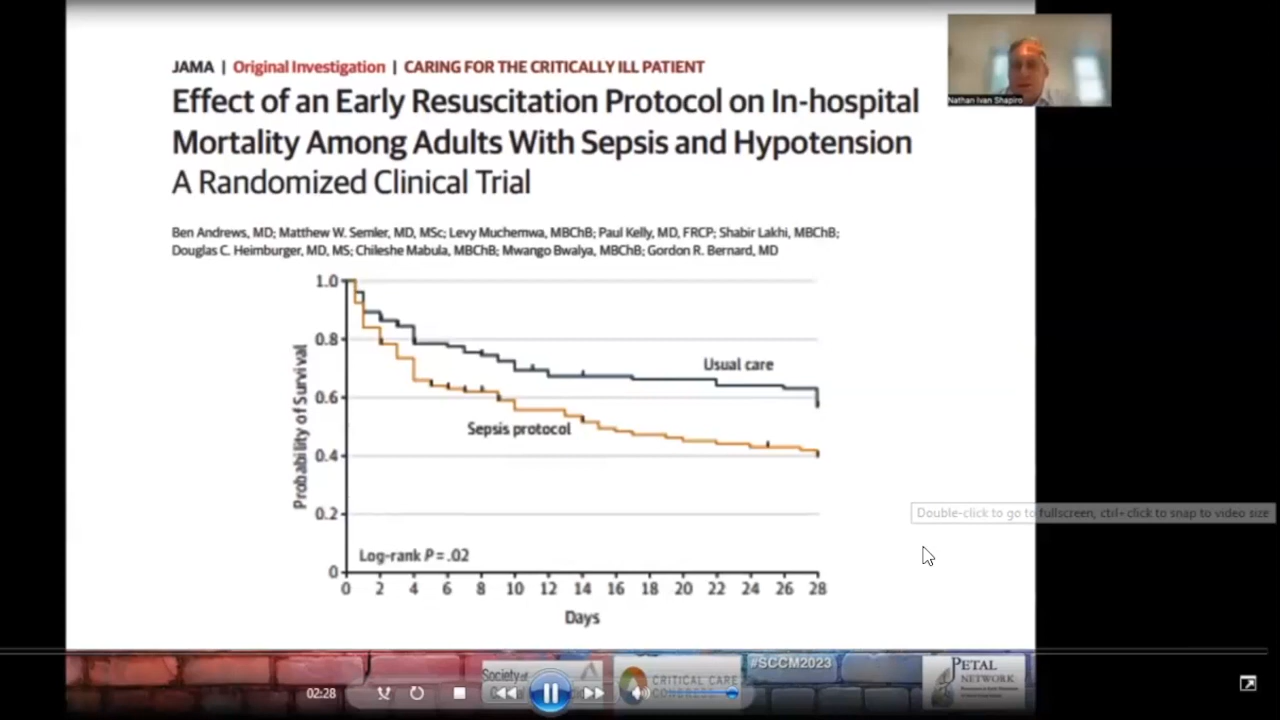 JAMA | Original Investigation | CARING FOR THE CRITICALLY ILL PATIENT
Effect of an Early Resuscitation Protocol on In-hospital
Mortality Among Adults With Sepsis and Hypotension
A Randomized Clinical Trial
Nathan Ivan Shapiro
Ben Andrews, MD; Matthew W. Semler, MD, MSc; Levy Muchemwa, MBChB; Paul Kelly, MD, FRCP; Shabir Lakhi, MBChB;
Douglas C. Heimburger, MD, MS; Chileshe Mabula, MBChB; Mwango Bwalya, MBChB; Gordon R. Bernard, MD
Probability of Survival
1.0
0.8
0.6
0.4
0.2
0
Usual care
Sepsis protocol
Log-rank P = .02
0 2 4 6 8 10 12 14 16 18 20 22 24 26 28
Days
Double-click to go to fullscreen, ctrl+ click to snap to video size
Society of
CRITICAL CARE
CONGRESS
#SCCM2023
PETAL
NETWORK
02:28